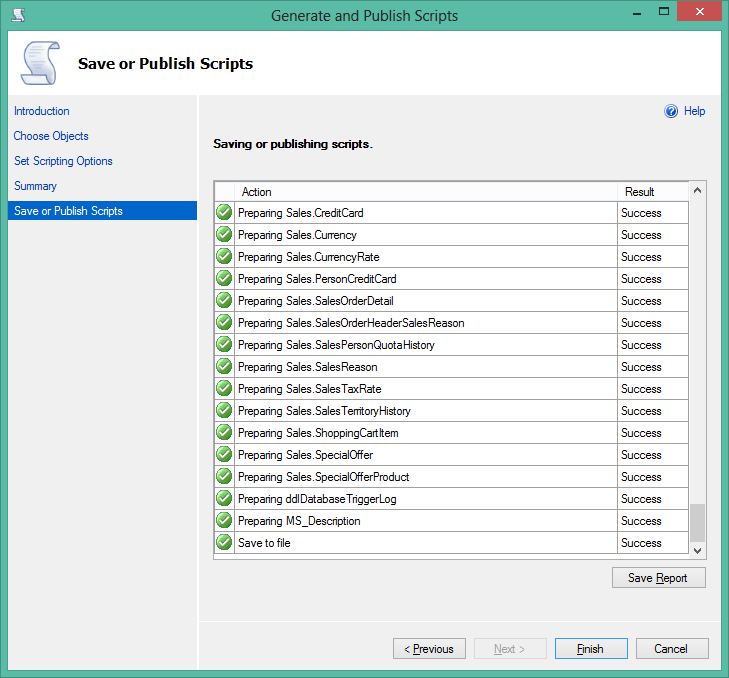 Generate and Publish Scripts
Save or Publish Scripts
Introduction
Choose Objects
Set Scripting Options
Summary
Save or Publish Scripts
Help
Saving or publishing scripts.
Action Result
Preparing Sales.CreditCard Success
Preparing Sales.Currency Success
Preparing Sales.CurrencyRate Success
Preparing Sales.PersonCreditCard Success
Preparing Sales.SalesOrderDetail Success
Preparing Sales.SalesOrderHeaderSalesReason Success
Preparing Sales.SalesPersonQuotaHistory Success
Preparing Sales.SalesReason Success
Preparing Sales.SalesTaxRate Success
Preparing Sales.SalesTerritoryHistory Success
Preparing Sales.ShoppingCartItem Success
Preparing Sales.SpecialOffer Success
Preparing Sales.SpecialOfferProduct Success
Preparing ddlDatabaseTriggerLog Success
Preparing MS_Description Success
Save to file Success
Save Report
< Previous Next > Finish Cancel